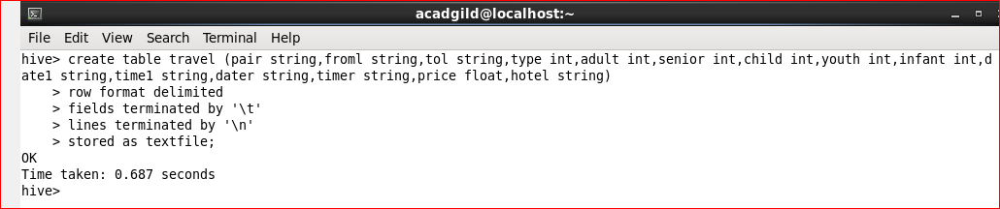 acadgild@localhost:~
File Edit View Search Terminal Help
hive> create table travel (pair string,froml string,tol string,type int,adult int,senior int,child int,youth int,infant int,d
ate1 string,time1 string,dater string,timer string,price float,hotel string)
    > row format delimited
    > fields terminated by '\t'
    > lines terminated by '\n'
    > stored as textfile;
OK
Time taken: 0.687 seconds
hive>